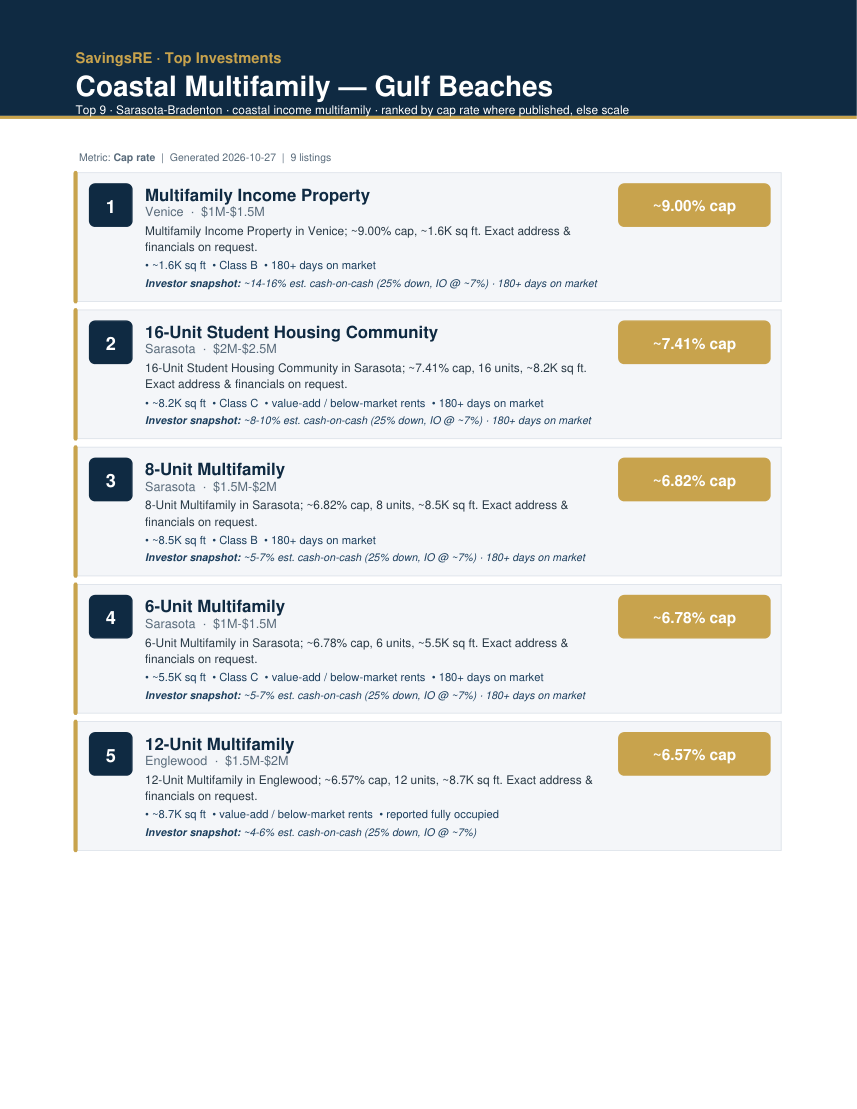 SavingsRE · Top Investments
Coastal Multifamily — Gulf Beaches
Top 9 · Sarasota-Bradenton · coastal income multifamily · ranked by cap rate where published, else scale
Metric: Cap rate | Generated 2026-10-27 | 9 listings
1
Multifamily Income Property
Venice · $1M-$1.5M
~9.00% cap
Multifamily Income Property in Venice; ~9.00% cap, ~1.6K sq ft. Exact address &
financials on request.
• ~1.6K sq ft • Class B • 180+ days on market
Investor snapshot: ~14-16% est. cash-on-cash (25% down, IO @ ~7%) · 180+ days on market
2
16-Unit Student Housing Community
Sarasota · $2M-$2.5M
~7.41% cap
16-Unit Student Housing Community in Sarasota; ~7.41% cap, 16 units, ~8.2K sq ft.
Exact address & financials on request.
• ~8.2K sq ft • Class C • value-add / below-market rents • 180+ days on market
Investor snapshot: ~8-10% est. cash-on-cash (25% down, IO @ ~7%) · 180+ days on market
3
8-Unit Multifamily
Sarasota · $1.5M-$2M
~6.82% cap
8-Unit Multifamily in Sarasota; ~6.82% cap, 8 units, ~8.5K sq ft. Exact address &
financials on request.
• ~8.5K sq ft • Class B • 180+ days on market
Investor snapshot: ~5-7% est. cash-on-cash (25% down, IO @ ~7%) · 180+ days on market
4
6-Unit Multifamily
Sarasota · $1M-$1.5M
~6.78% cap
6-Unit Multifamily in Sarasota; ~6.78% cap, 6 units, ~5.5K sq ft. Exact address &
financials on request.
• ~5.5K sq ft • Class C • value-add / below-market rents • 180+ days on market
Investor snapshot: ~5-7% est. cash-on-cash (25% down, IO @ ~7%) · 180+ days on market
5
12-Unit Multifamily
Englewood · $1.5M-$2M
~6.57% cap
12-Unit Multifamily in Englewood; ~6.57% cap, 12 units, ~8.7K sq ft. Exact address &
financials on request.
• ~8.7K sq ft • value-add / below-market rents • reported fully occupied
Investor snapshot: ~4-6% est. cash-on-cash (25% down, IO @ ~7%)